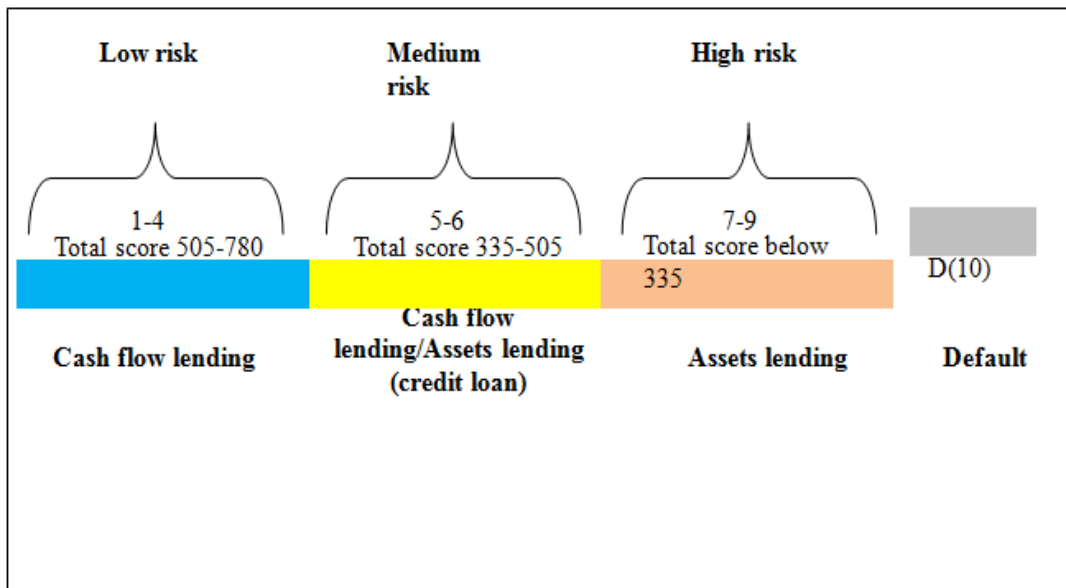 Low risk
Medium
risk
High risk
1-4
Total score 505-780
5-6
Total score 335-505
7-9
Total score below
335
D(10)
Cash flow lending
Cash flow
lending/Assets lending
(credit loan)
Assets lending
Default